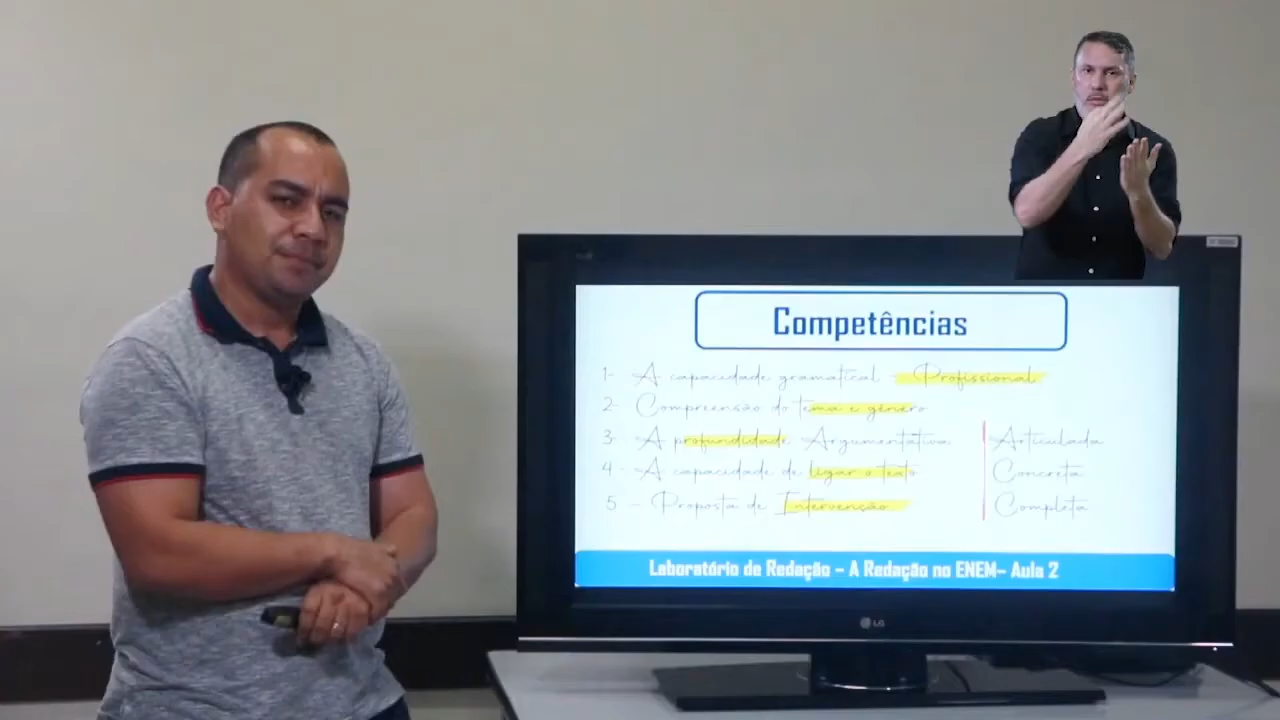 Competências
1- A capacidade gramatical - Profissional
2- Compreensão do tema e gênero
3- A profundidade Argumentativa
4- A capacidade de ligar o texto
5 - Proposta de Intervenção
Articulada
Concreta
Completa
Laboratório de Redação – A Redação no ENEM– Aula 2
LG